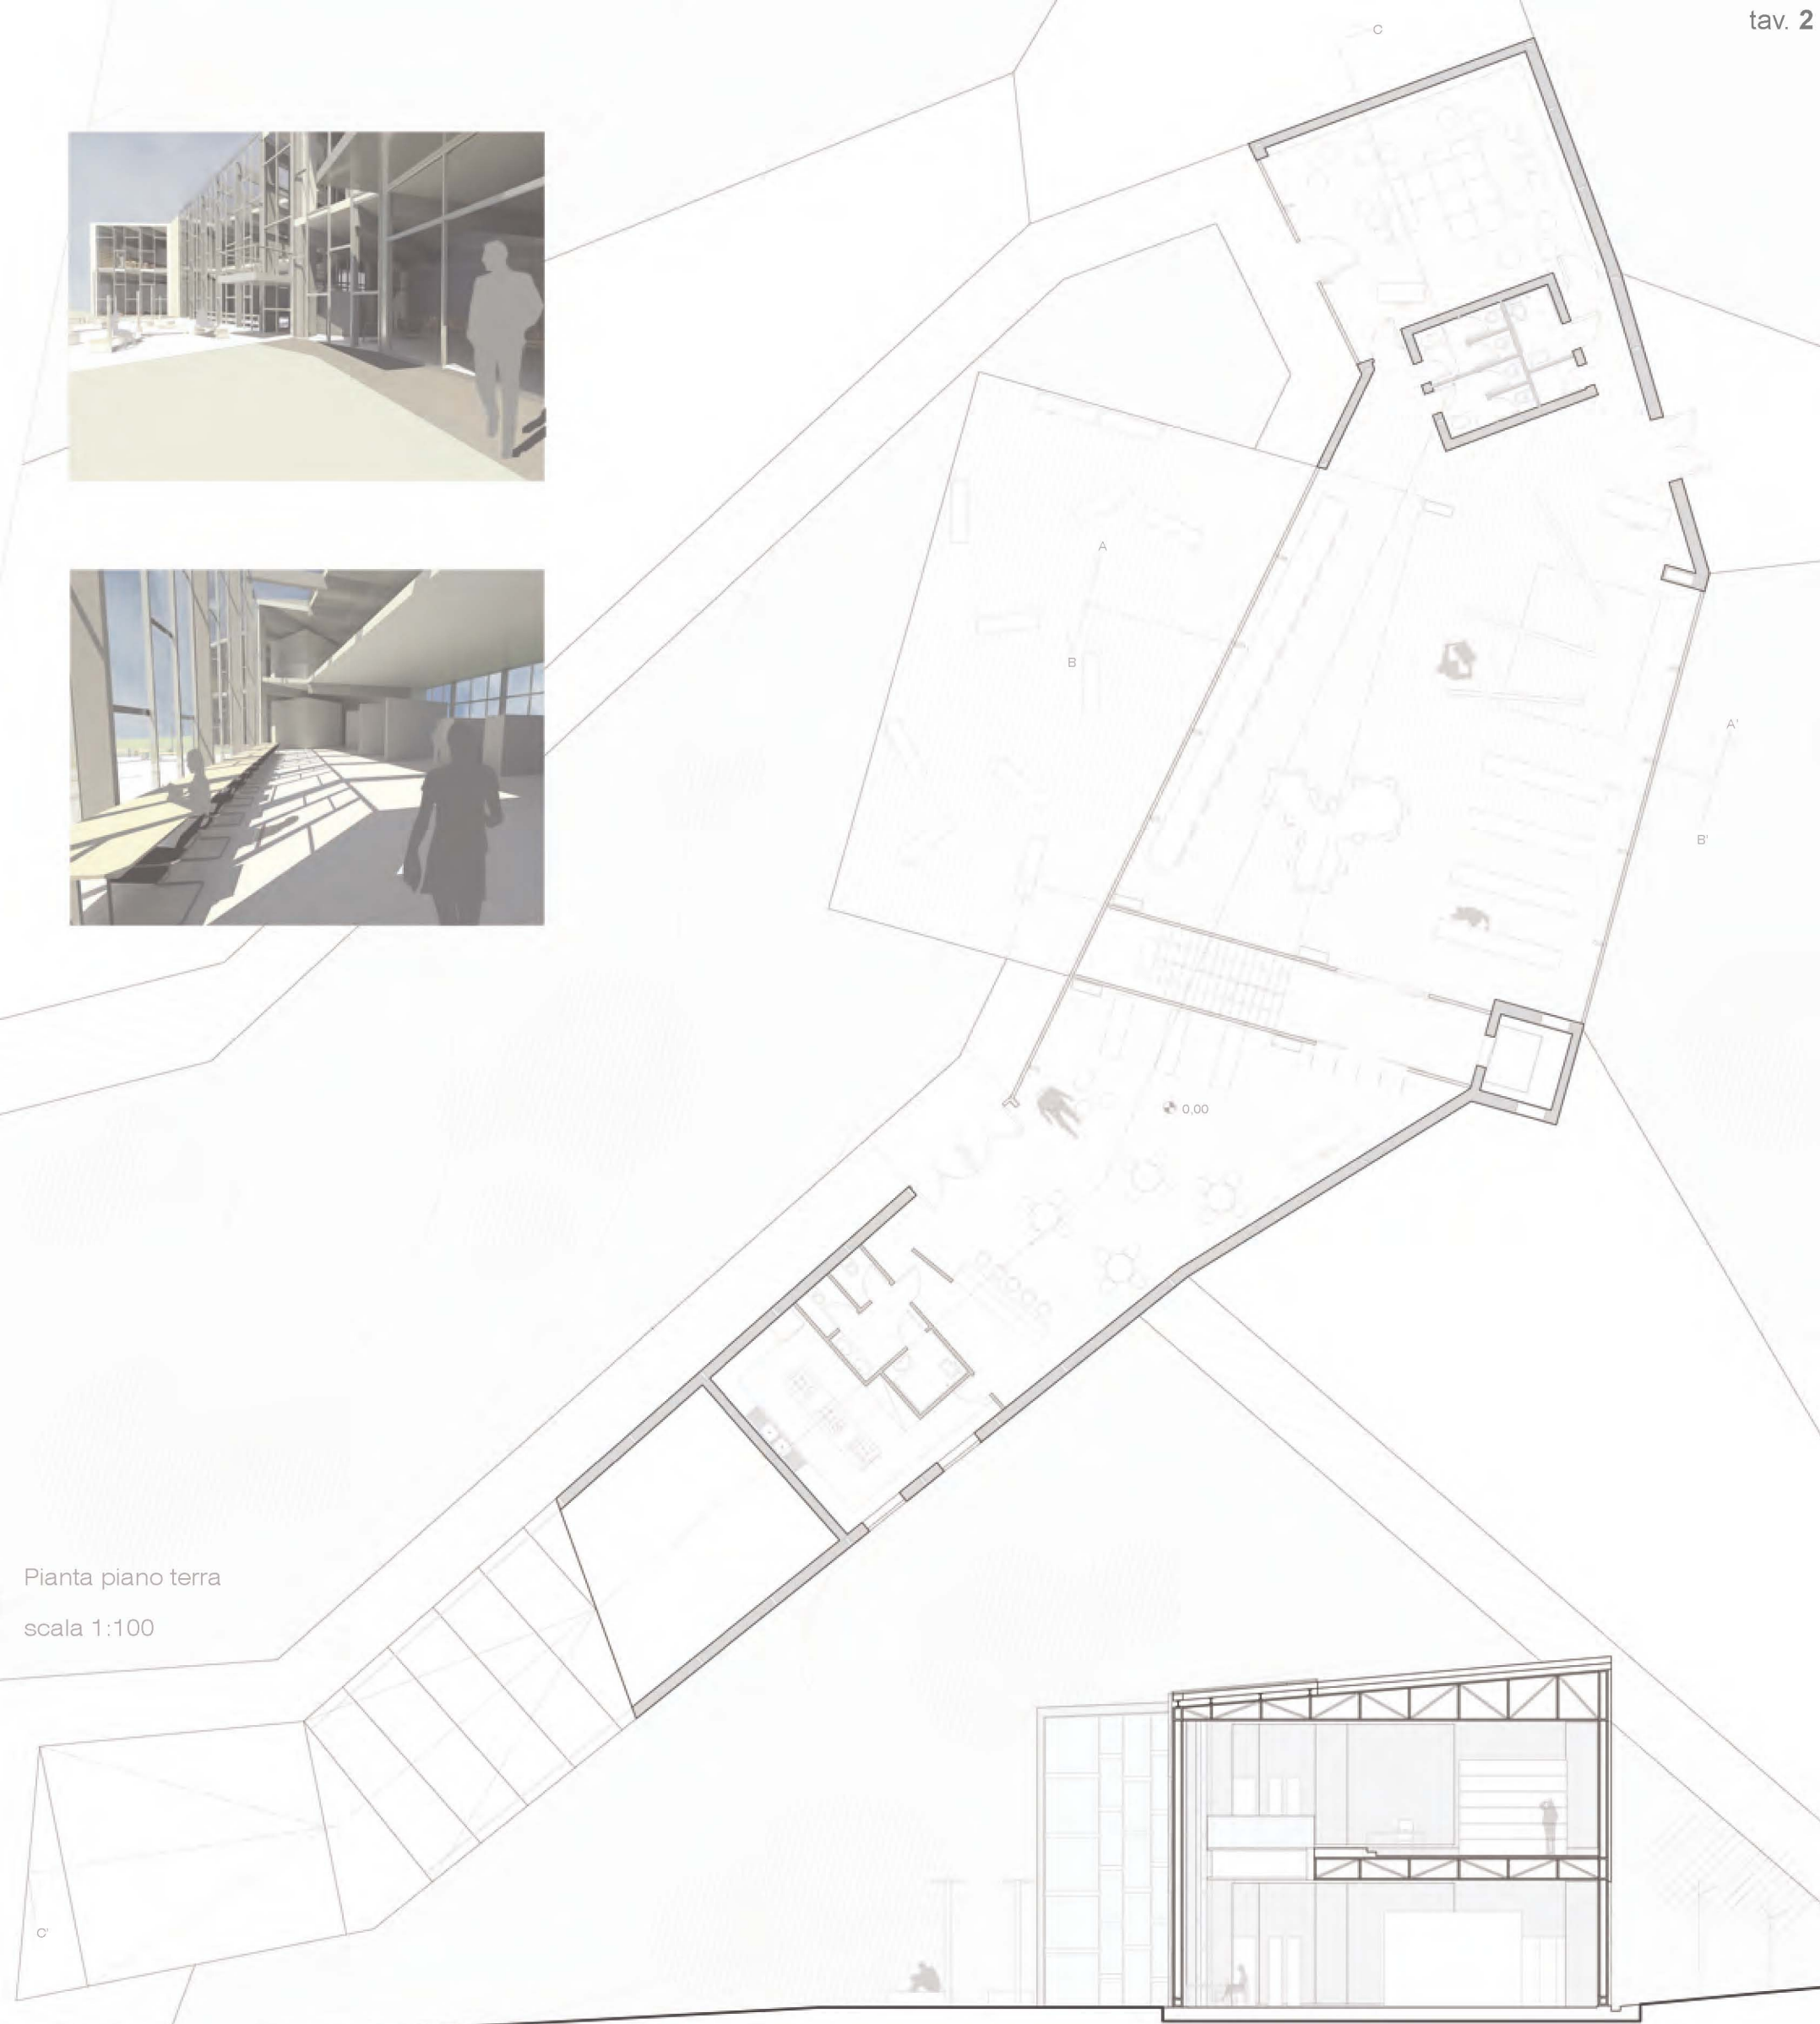 tav. 2
C
A
B
A'
B'
0,00
Pianta piano terra
scala 1:100
C'